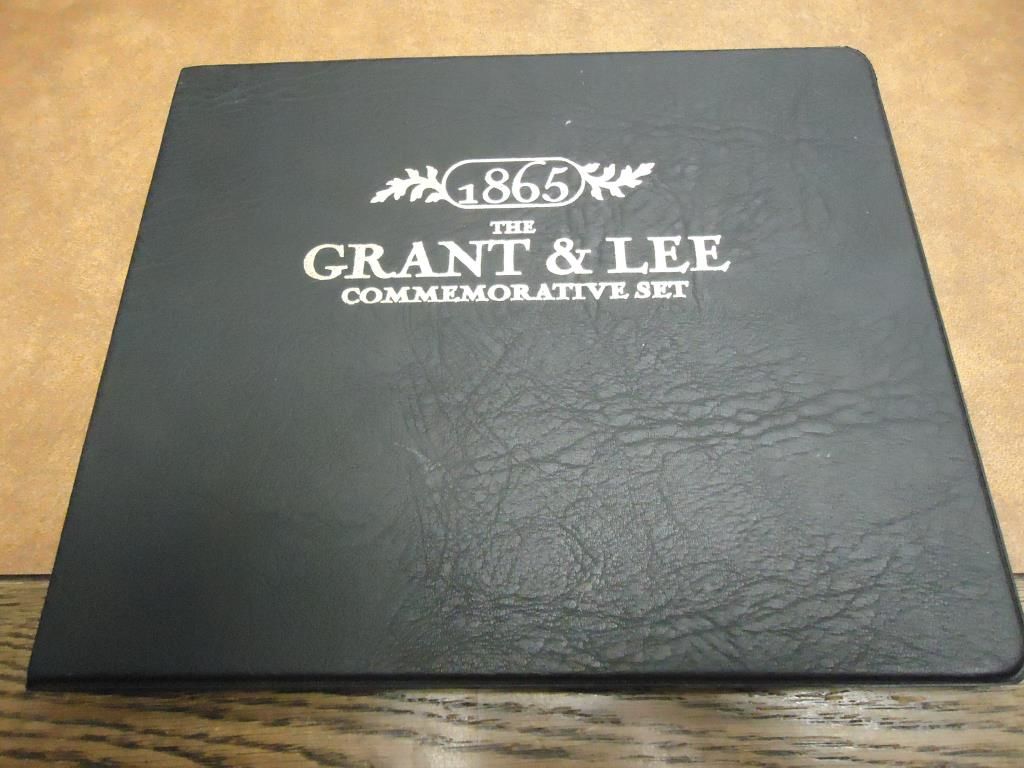 1865
THE
GRANT & LEE
COMMEMORATIVE SET